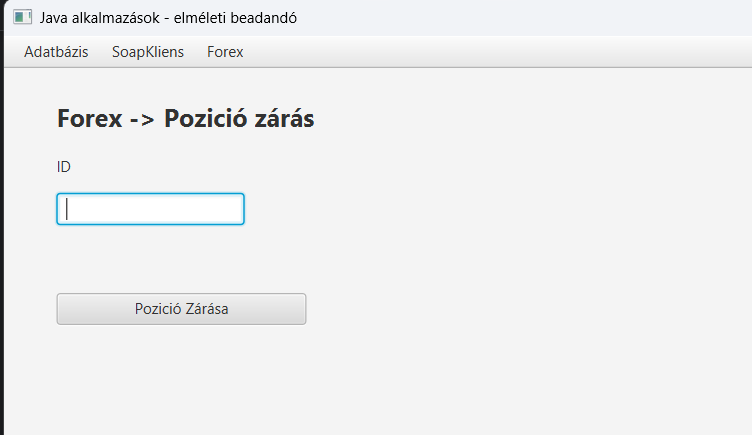 Java alkalmazások - elméleti beadandó
Adatbázis SoapKliens Forex
Forex -> Pozició zárás
ID
Pozició Zárása